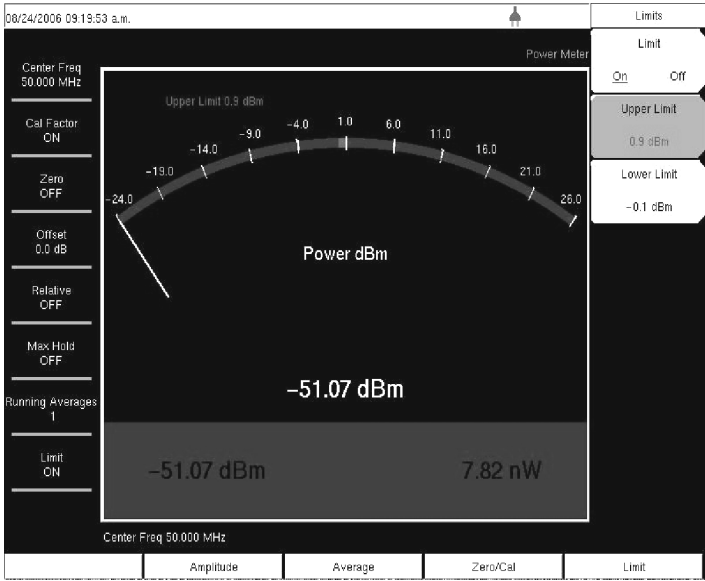 08/24/2006 09:19:53 a.m.
Limits
Power Meter
Limit
On Off
Upper Limit
0.9 dBm
Lower Limit
-0.1 dBm
Center Freq
50.000 MHz
Cal Factor
ON
Zero
OFF
Offset
0.0 dB
Relative
OFF
Max Hold
OFF
Running Averages
1
Limit
ON
Upper Limit 0.9 dBm
-24.0 -19.0 -14.0 -9.0 -4.0 1.0 6.0 11.0 16.0 21.0 26.0
Power dBm
-51.07 dBm
-51.07 dBm 7.82 nW
Center Freq 50.000 MHz
Amplitude Average Zero/Cal Limit